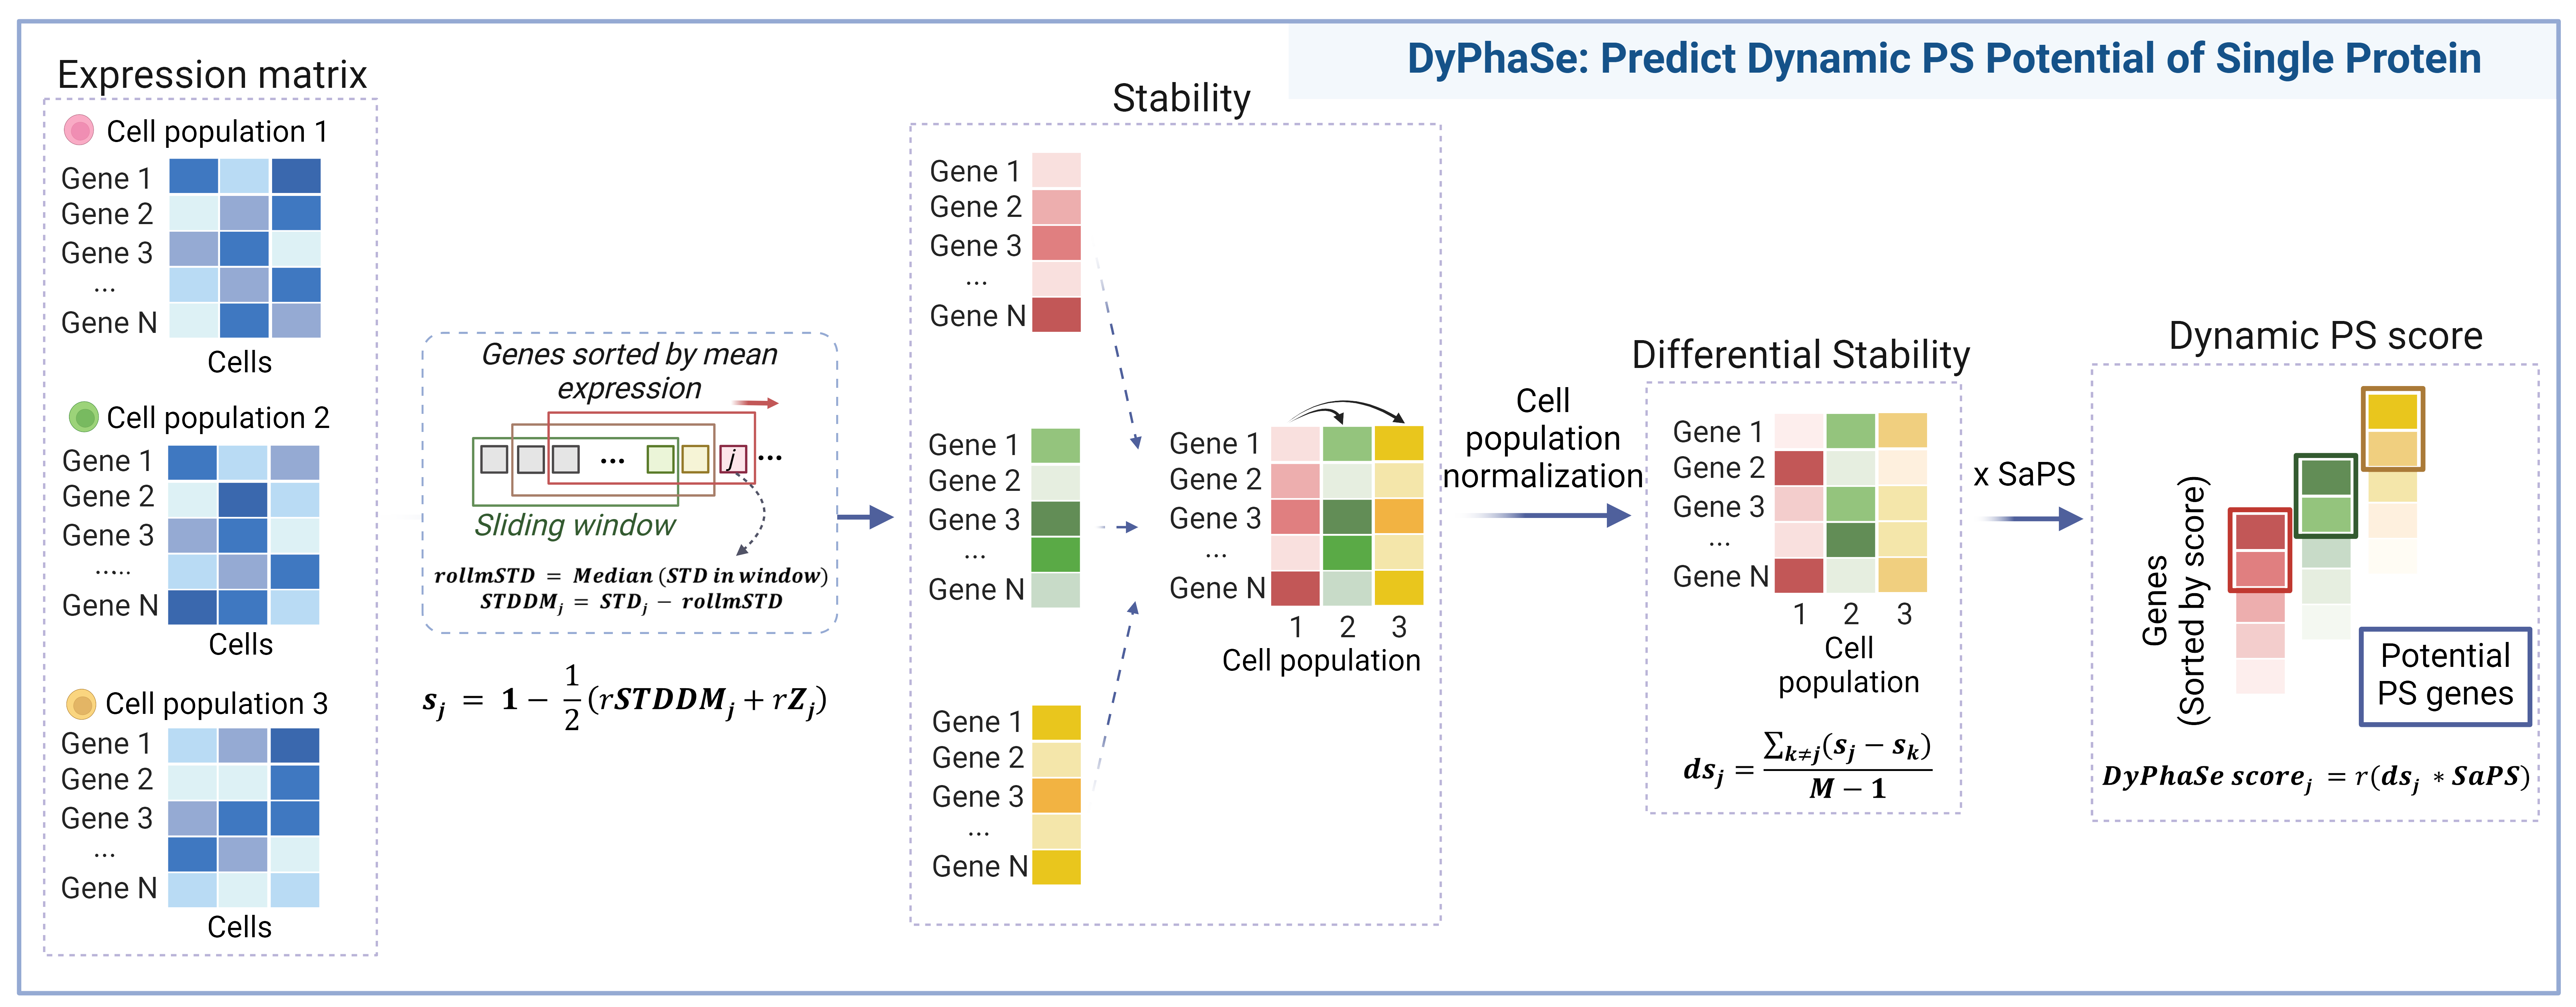 DyPhaSe: Predict Dynamic PS Potential of Single Protein
Expression matrix
Cell population 1
Gene 1
Gene 2
Gene 3
...
Gene N
Cells
Cell population 2
Gene 1
Gene 2
Gene 3
.....
Gene N
Cells
Cell population 3
Gene 1
Gene 2
Gene 3
...
Gene N
Cells
Genes sorted by mean
expression
... j ...
Sliding window
rollmSTD = Median (STD in window)
STDDM_j = STD_j − rollmSTD
s_j = 1 − 1/2 (rSTDDM_j + rZ_j)
Stability
Gene 1
Gene 2
Gene 3
...
Gene N
Gene 1
Gene 2
Gene 3
...
Gene N
Gene 1
Gene 2
Gene 3
...
Gene N
Gene 1
Gene 2
Gene 3
...
Gene N
1 2 3
Cell population
Cell
population
normalization
Differential Stability
Gene 1
Gene 2
Gene 3
...
Gene N
1 2 3
Cell
population
ds_j = ∑_{k≠j}(s_j − s_k) / (M − 1)
x SaPS
Dynamic PS score
Genes
(Sorted by score)
Potential
PS genes
DyPhaSe score_j = r(ds_j * SaPS)